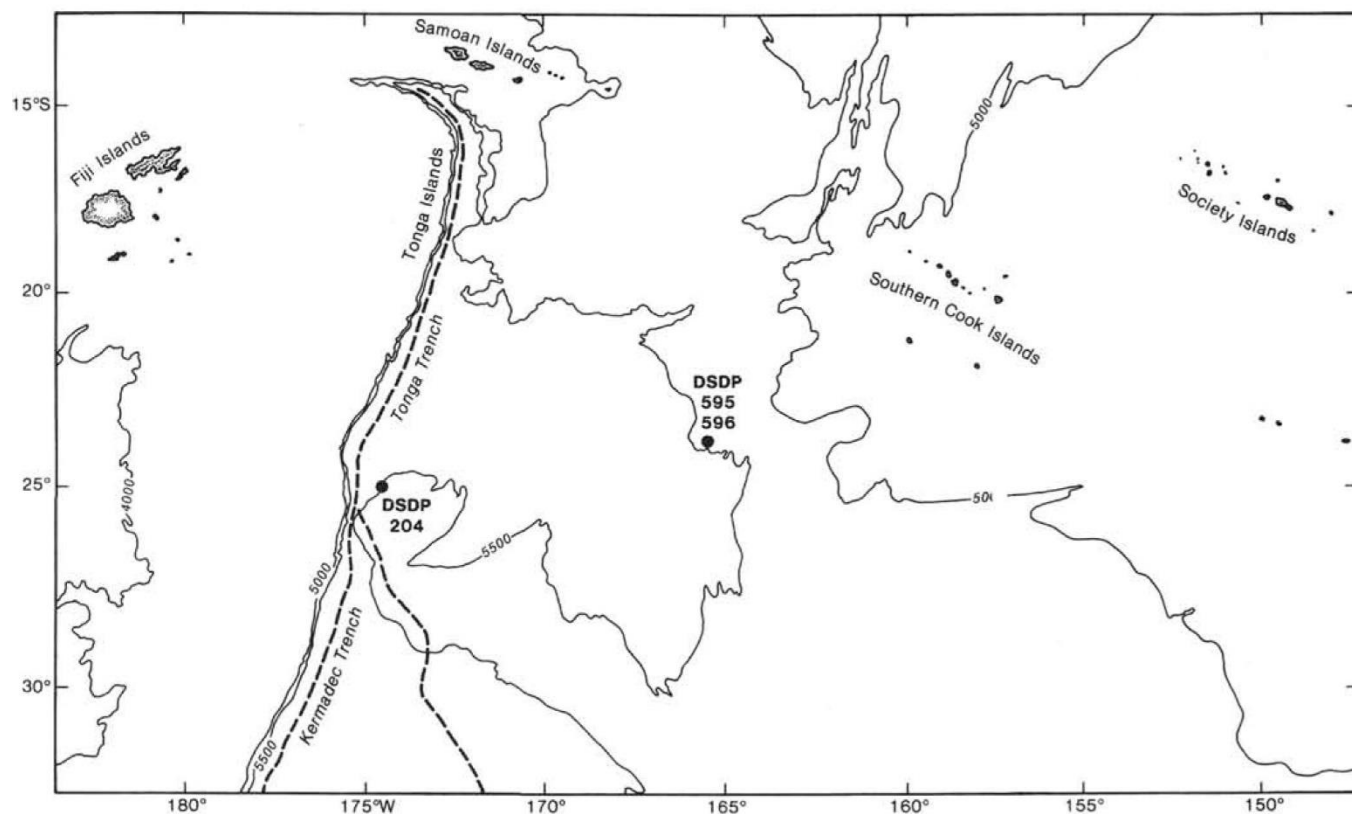 Samoan Islands
15°S
5000
Fiji Islands
Tonga Islands
Society Islands
20°
Southern Cook Islands
Tonga Trench
DSDP
595
596
4000
25°
DSDP
204
500
5500
5000
Kermadec Trench
30°
5500
180°
175°W
170°
165°
160°
155°
150°